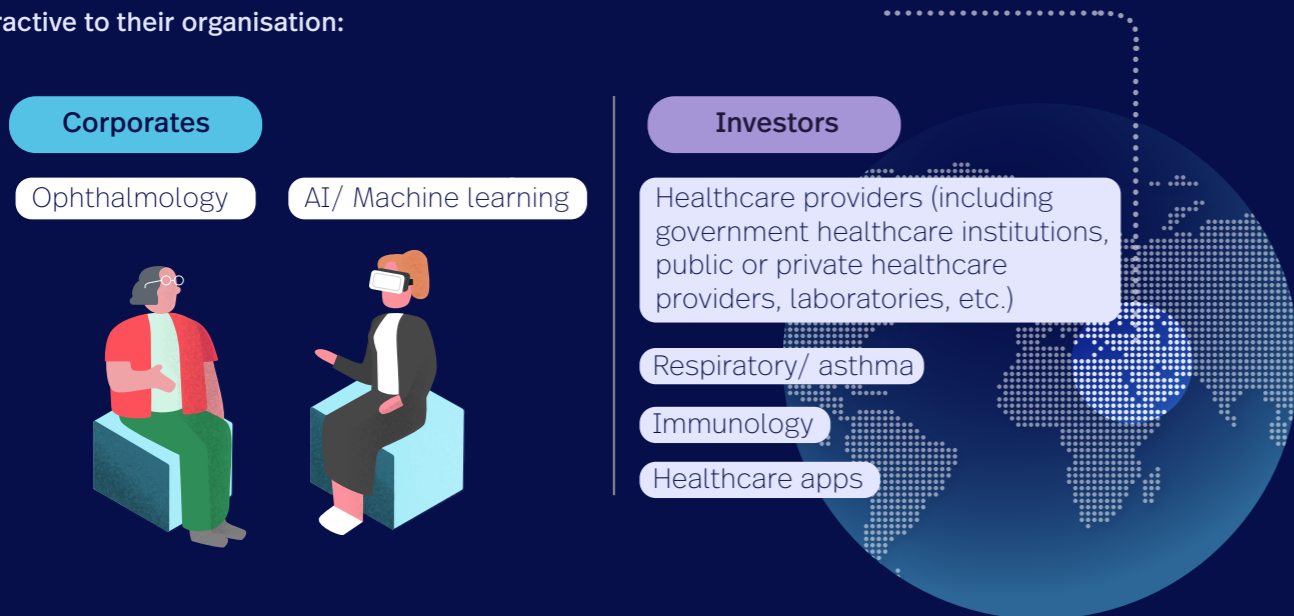 ractive to their organisation:
Corporates
Ophthalmology
AI/ Machine learning
Investors
Healthcare providers (including
government healthcare institutions,
public or private healthcare
providers, laboratories, etc.)
Respiratory/ asthma
Immunology
Healthcare apps